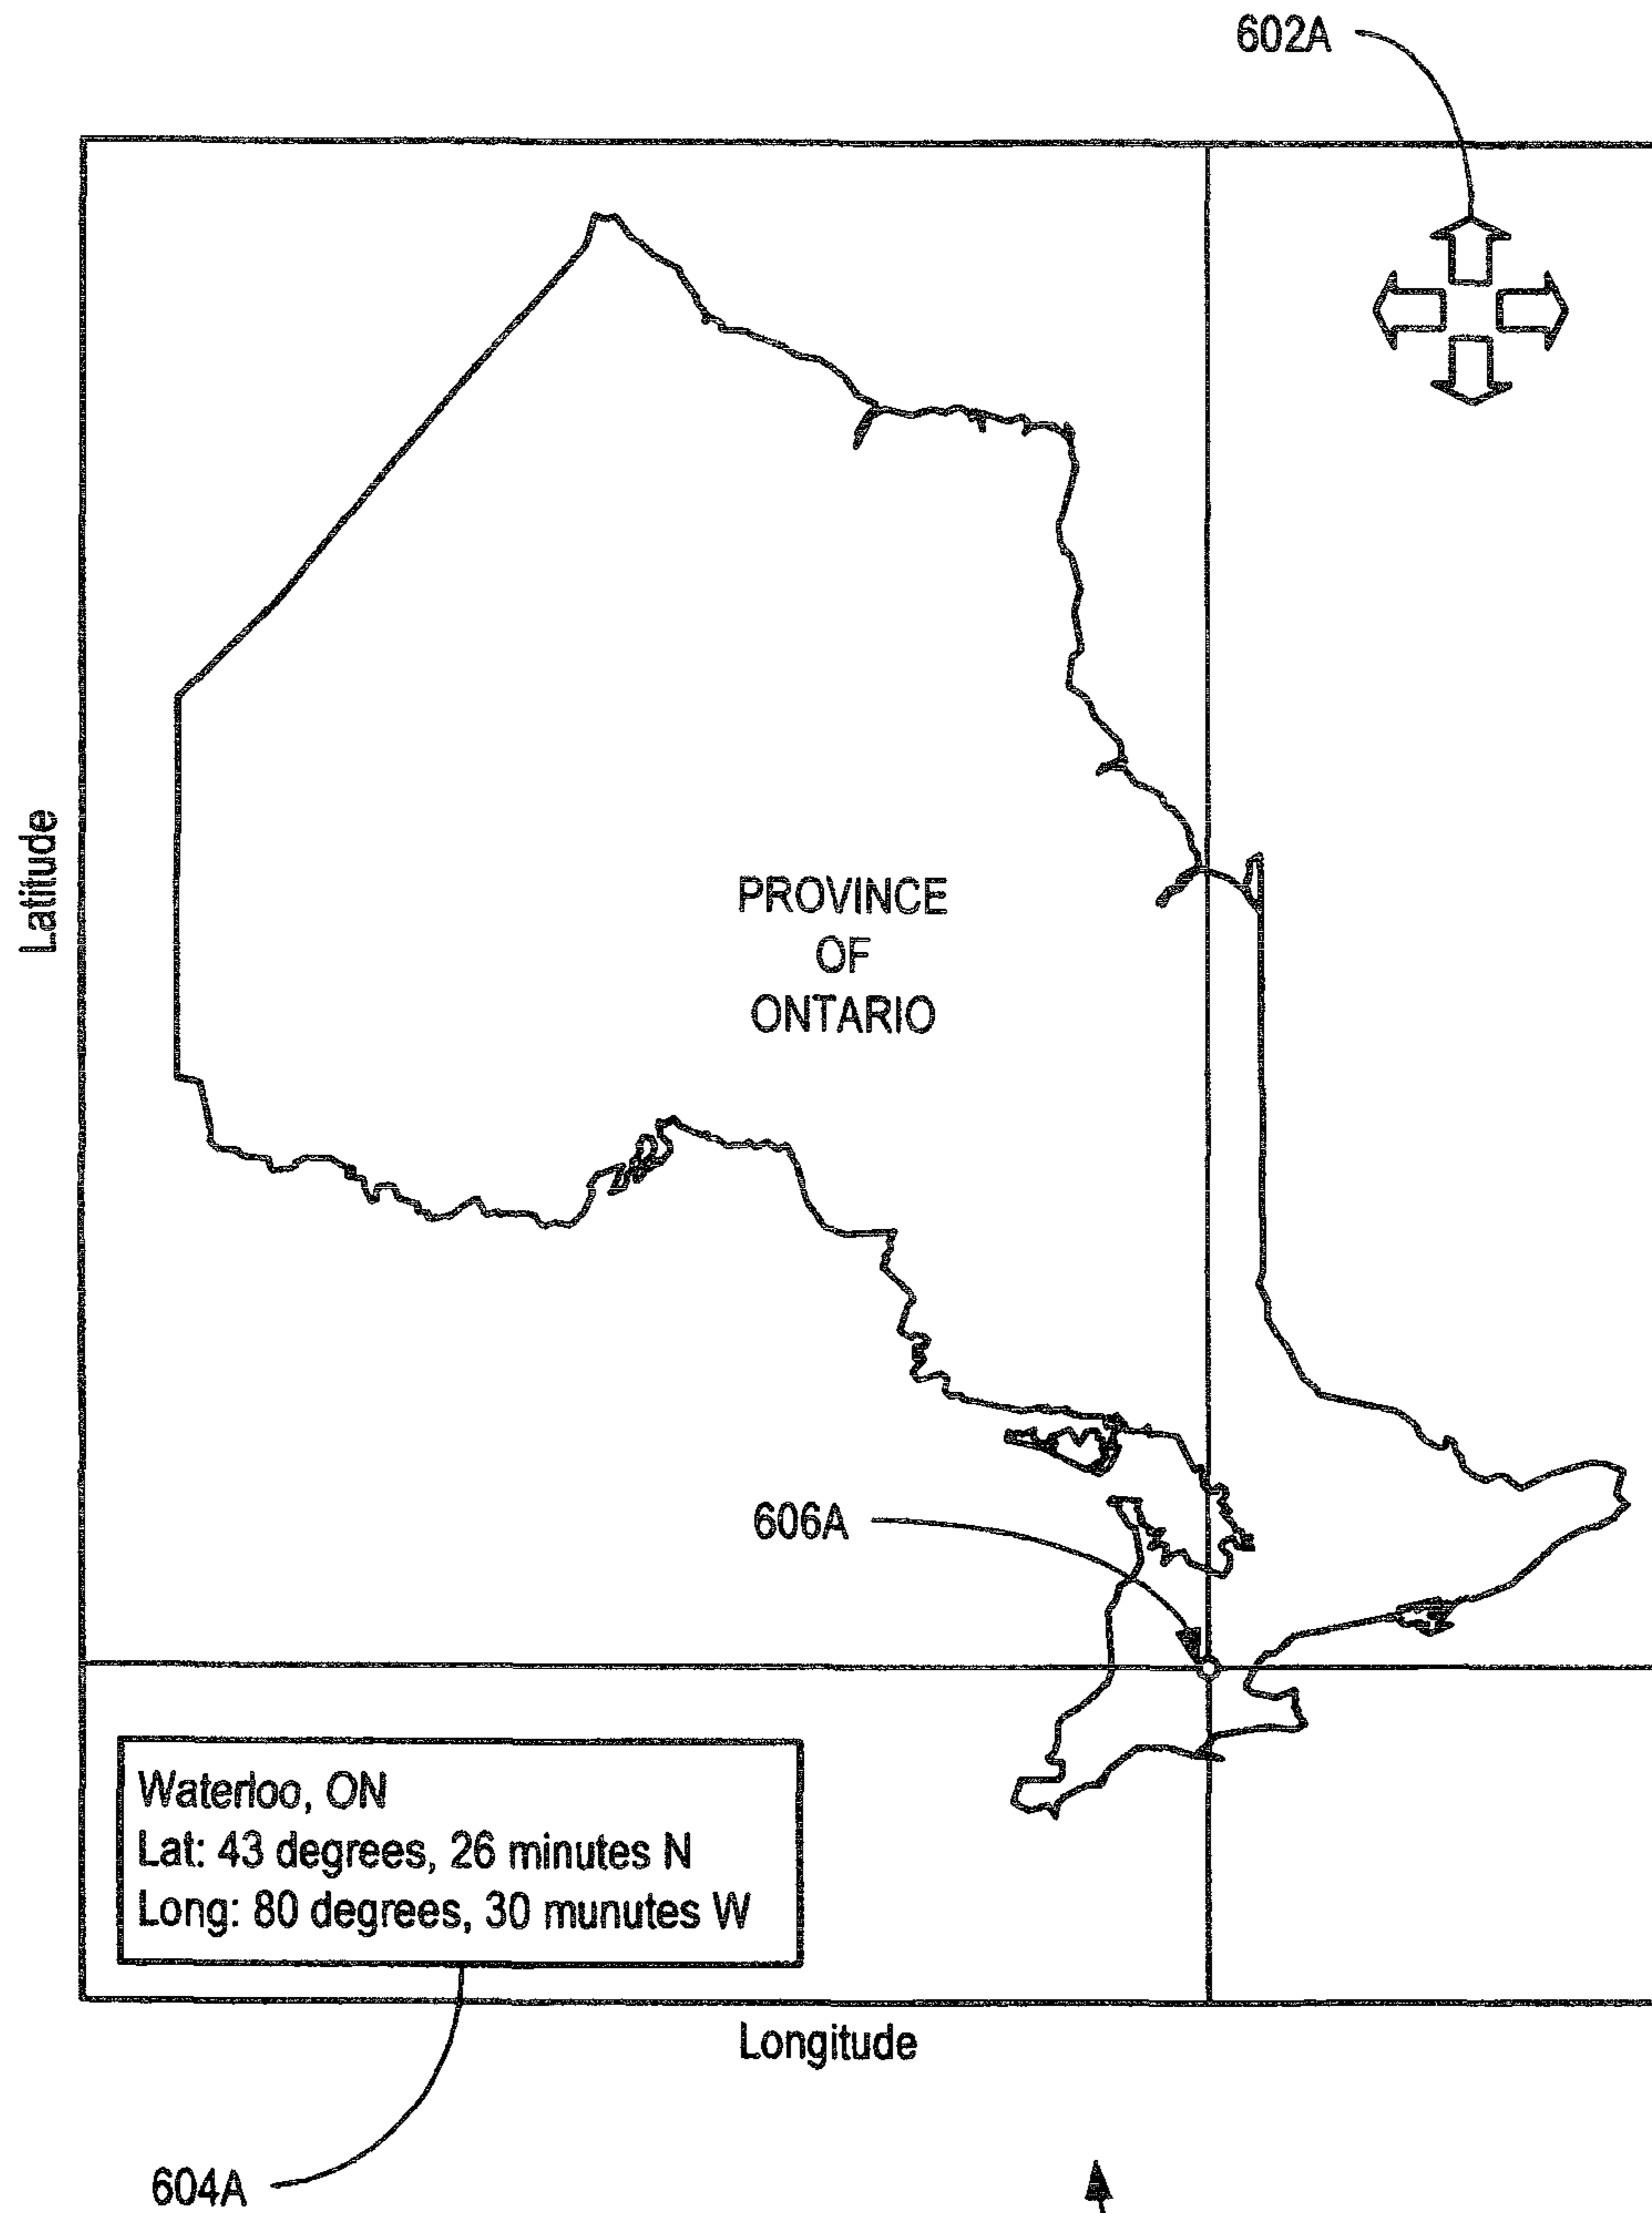 602A
Latitude
PROVINCE
OF
ONTARIO
606A
Waterloo, ON
Lat: 43 degrees, 26 minutes N
Long: 80 degrees, 30 munutes W
Longitude
604A